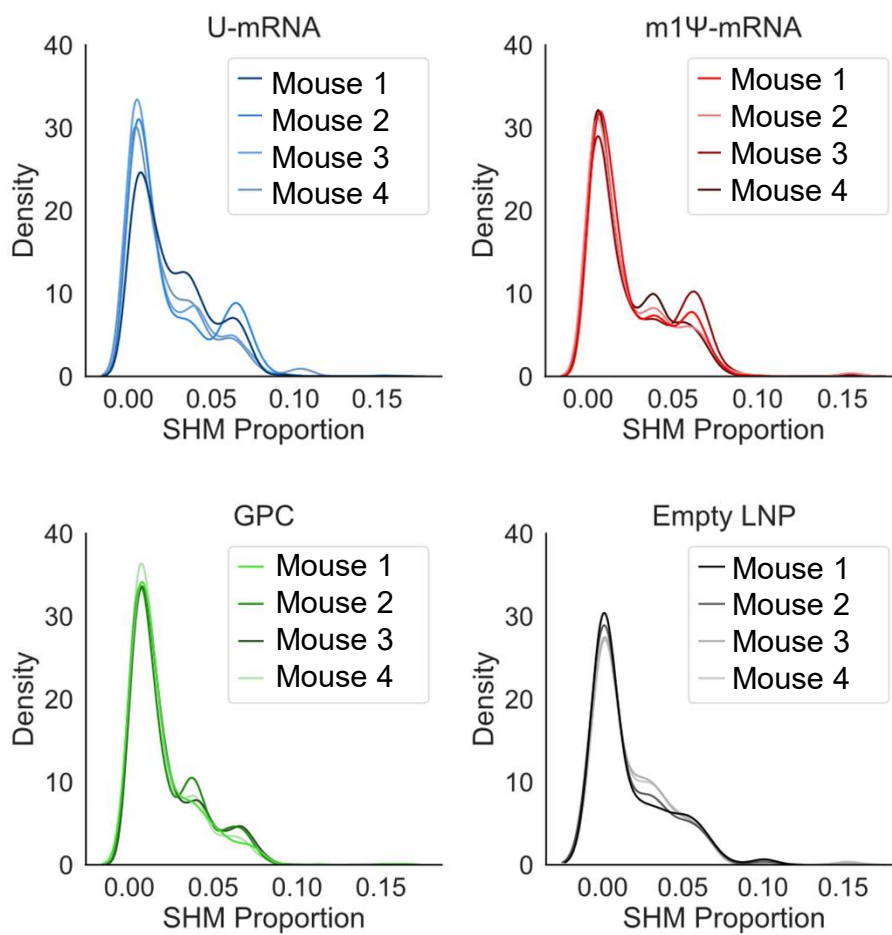 U-mRNA
40
30
20
10
0
Density
Mouse 1
Mouse 2
Mouse 3
Mouse 4
0.00 0.05 0.10 0.15
SHM Proportion
m1Ψ-mRNA
40
30
20
10
0
Density
Mouse 1
Mouse 2
Mouse 3
Mouse 4
0.00 0.05 0.10 0.15
SHM Proportion
GPC
40
30
20
10
0
Density
Mouse 1
Mouse 2
Mouse 3
Mouse 4
0.00 0.05 0.10 0.15
SHM Proportion
Empty LNP
40
30
20
10
0
Density
Mouse 1
Mouse 2
Mouse 3
Mouse 4
0.00 0.05 0.10 0.15
SHM Proportion